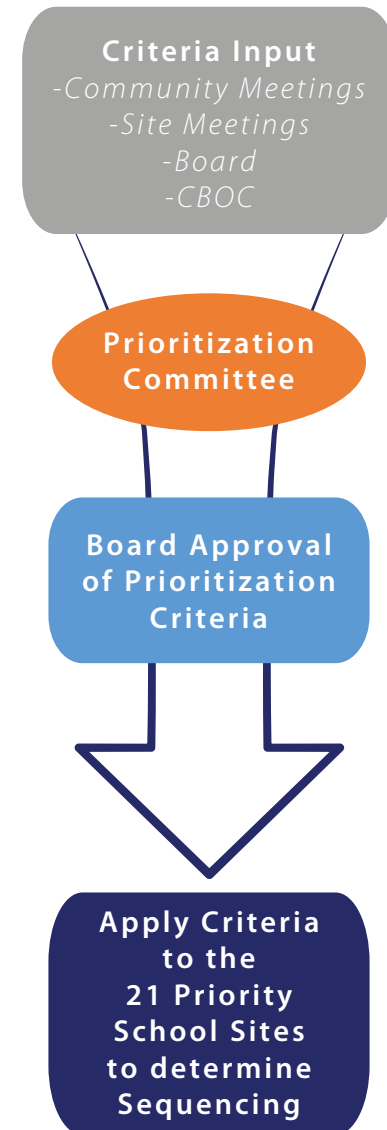 Criteria Input
-Community Meetings
-Site Meetings
-Board
-CBOC
Prioritization
Committee
Board Approval
of Prioritization
Criteria
Apply Criteria
to the
21 Priority
School Sites
to determine
Sequencing